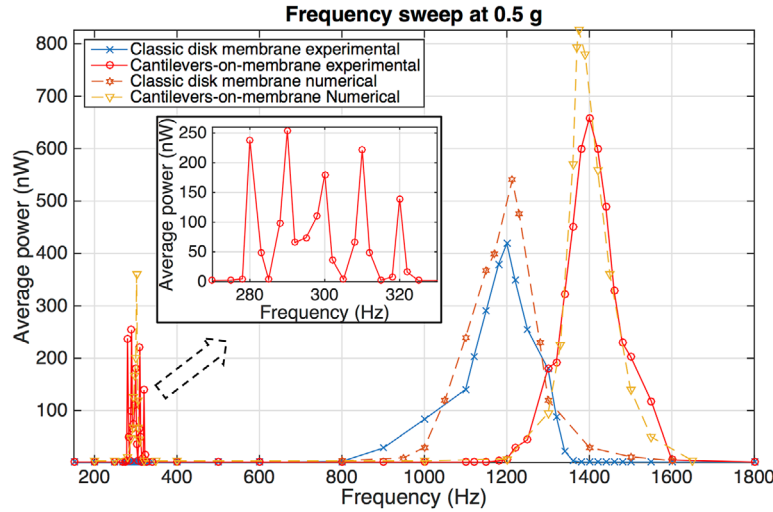 Frequency sweep at 0.5 g
Classic disk membrane experimental
Cantilevers-on-membrane experimental
Classic disk membrane numerical
Cantilevers-on-membrane Numerical
800
700
600
500
400
300
200
100
Average power (nW)
250
200
150
100
50
0
Average power (nW)
280 300 320
Frequency (Hz)
200 400 600 800 1000 1200 1400 1600 1800
Frequency (Hz)